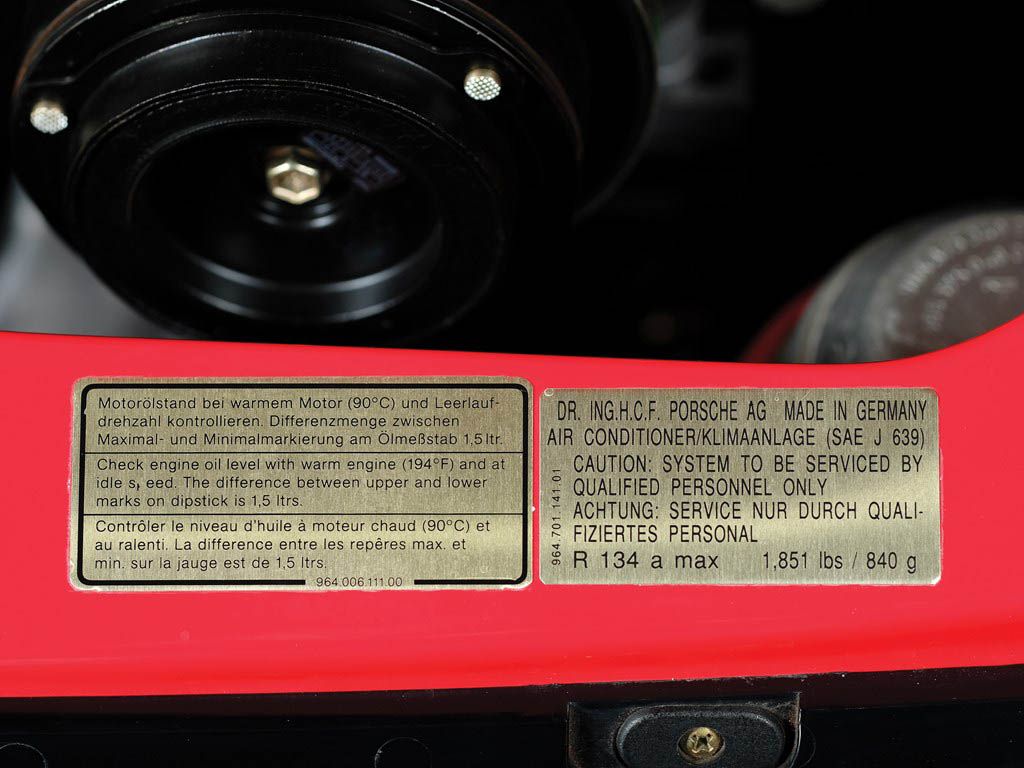 Motorölstand bei warmem Motor (90°C) und Leerlauf-
drehzahl kontrollieren. Differenzmenge zwischen
Maximal- und Minimalmarkierung am Ölmeßstab 1,5 ltr.
Check engine oil level with warm engine (194°F) and at
idle s, eed. The difference between upper and lower
marks on dipstick is 1,5 ltrs.
Contrôler le niveau d'huile à moteur chaud (90°C) et
au ralenti. La difference entre les repêres max. et
min. sur la jauge est de 1,5 ltrs.
964.006.111.00
DR. ING.H.C.F. PORSCHE AG MADE IN GERMANY
AIR CONDITIONER/KLIMAANLAGE (SAE J 639)
CAUTION: SYSTEM TO BE SERVICED BY
QUALIFIED PERSONNEL ONLY
ACHTUNG: SERVICE NUR DURCH QUALI-
FIZIERTES PERSONAL
R 134 a max 1,851 lbs / 840 g
964.701.141.01